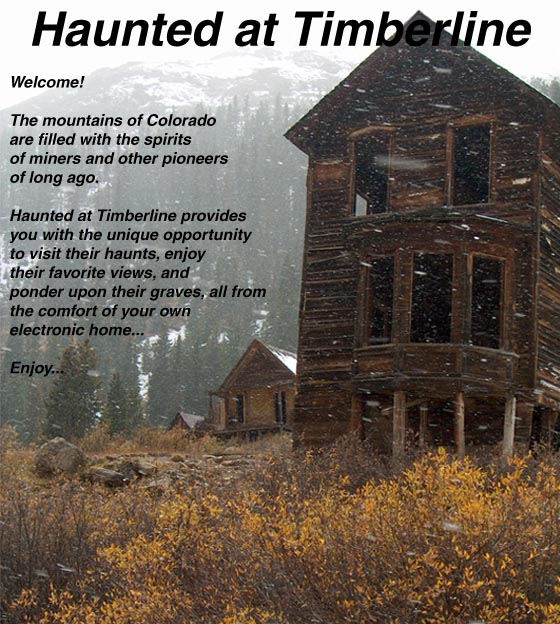 Haunted at Timberline
Welcome!
The mountains of Colorado
are filled with the spirits
of miners and other pioneers
of long ago.
Haunted at Timberline provides
you with the unique opportunity
to visit their haunts, enjoy
their favorite views, and
ponder upon their graves, all from
the comfort of your own
electronic home...
Enjoy...